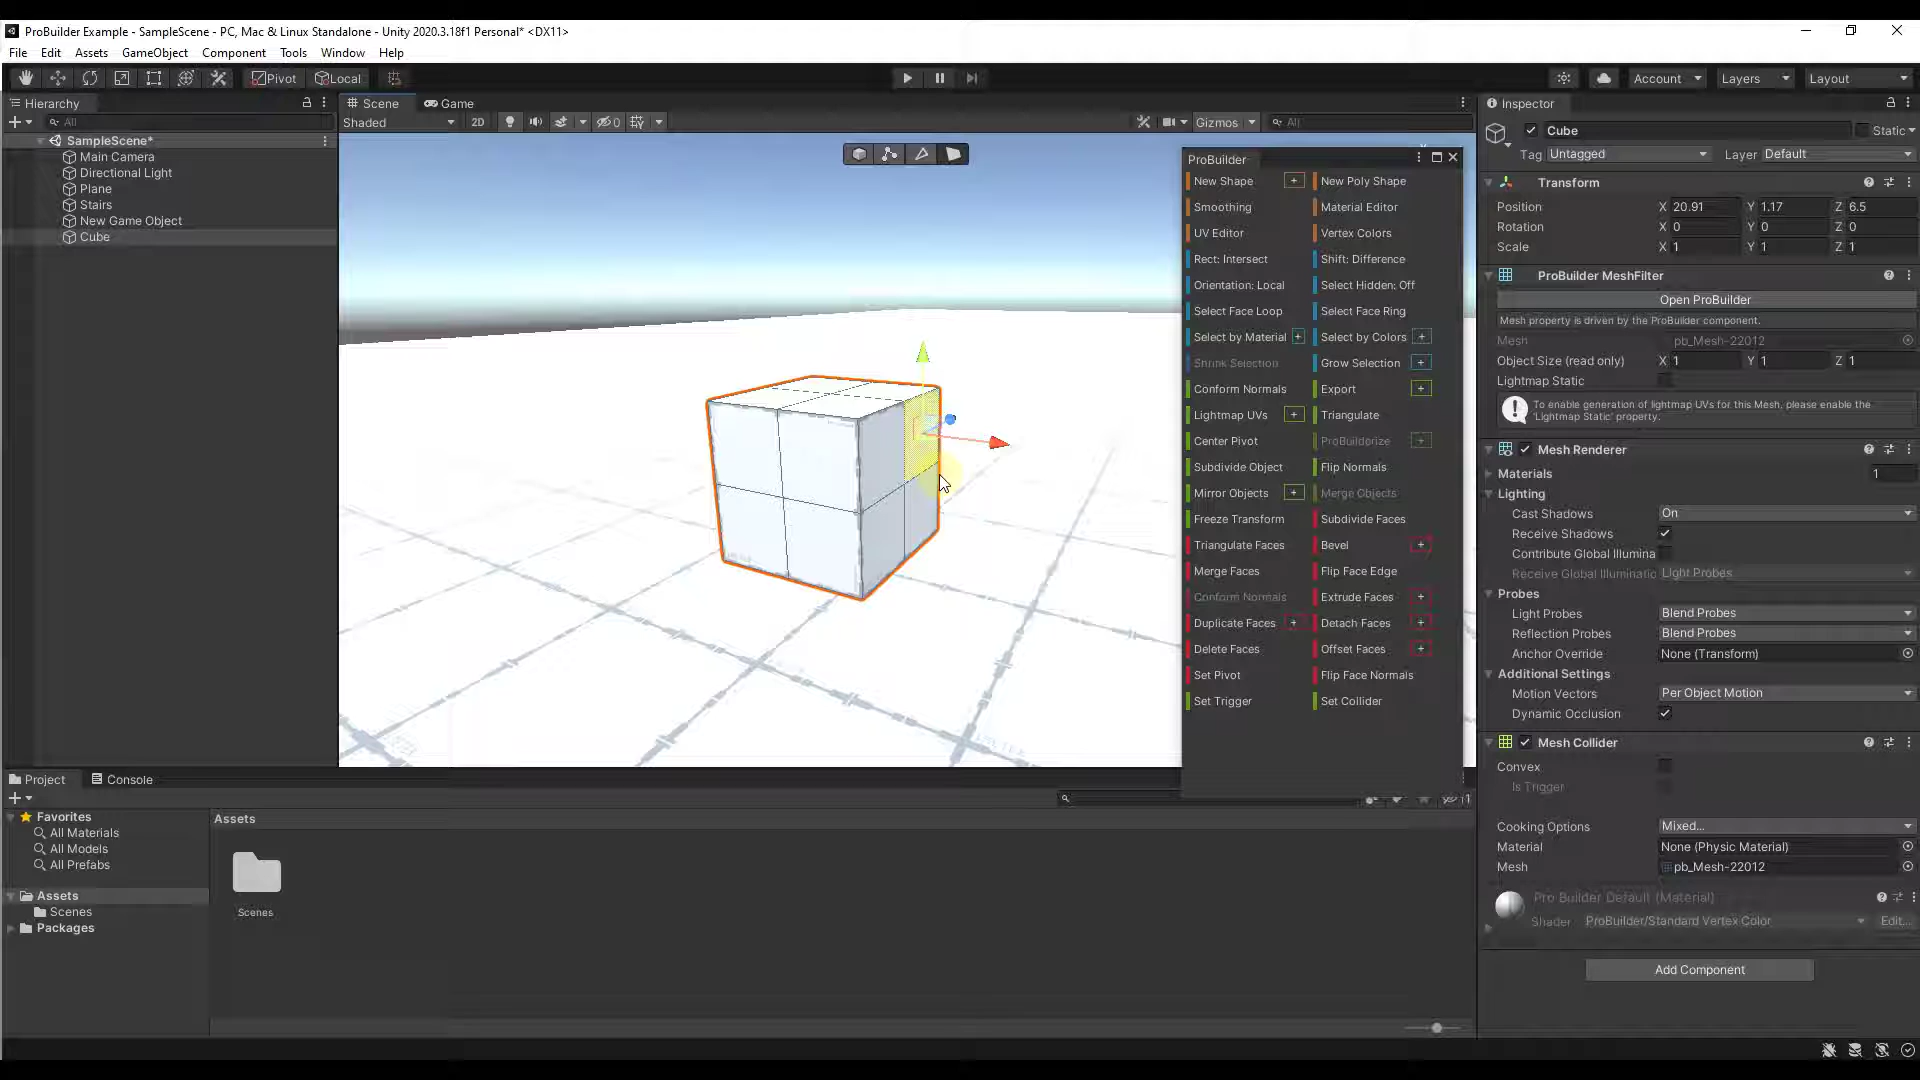 ProBuilder Example - SampleScene - PC, Mac & Linux Standalone - Unity 2020.3.18f1 Personal* <DX11>
File Edit Assets GameObject Component Tools Window Help
Pivot Local Account Layers Layout
Hierarchy
All
SampleScene*
Main Camera
Directional Light
Plane
Stairs
New Game Object
Cube
Scene Game
Shaded 2D 0 Gizmos All
ProBuilder
New Shape + New Poly Shape
Smoothing Material Editor
UV Editor Vertex Colors
Rect: Intersect Shift: Difference
Orientation: Local Select Hidden: Off
Select Face Loop Select Face Ring
Select by Material + Select by Colors +
Shrink Selection Grow Selection +
Conform Normals Export +
Lightmap UVs + Triangulate
Center Pivot ProBuilderize +
Subdivide Object Flip Normals
Mirror Objects + Merge Objects
Freeze Transform Subdivide Faces
Triangulate Faces Bevel +
Merge Faces Flip Face Edge
Conform Normals Extrude Faces +
Duplicate Faces + Detach Faces +
Delete Faces Offset Faces +
Set Pivot Flip Face Normals
Set Trigger Set Collider
Inspector
Cube Static
Tag Untagged Layer Default
Transform
Position X 20.91 Y 1.17 Z 6.5
Rotation X 0 Y 0 Z 0
Scale X 1 Y 1 Z 1
ProBuilder MeshFilter
Open ProBuilder
Mesh property is driven by the ProBuilder component.
Mesh pb_Mesh-22012
Object Size (read only) X 1 Y 1 Z 1
Lightmap Static
To enable generation of lightmap UVs for this Mesh, please enable the
'Lightmap Static' property.
Mesh Renderer
Materials 1
Lighting
Cast Shadows On
Receive Shadows
Contribute Global Illumina
Receive Global Illuminatic Light Probes
Probes
Light Probes Blend Probes
Reflection Probes Blend Probes
Anchor Override None (Transform)
Additional Settings
Motion Vectors Per Object Motion
Dynamic Occlusion
Mesh Collider
Convex
Is Trigger
Cooking Options Mixed...
Material None (Physic Material)
Mesh pb_Mesh-22012
Pro Builder Default (Material)
Shader ProBuilder/Standard Vertex Color Edit...
Add Component
Project Console
Favorites
All Materials
All Models
All Prefabs
Assets
Scenes
Packages
Assets
Scenes